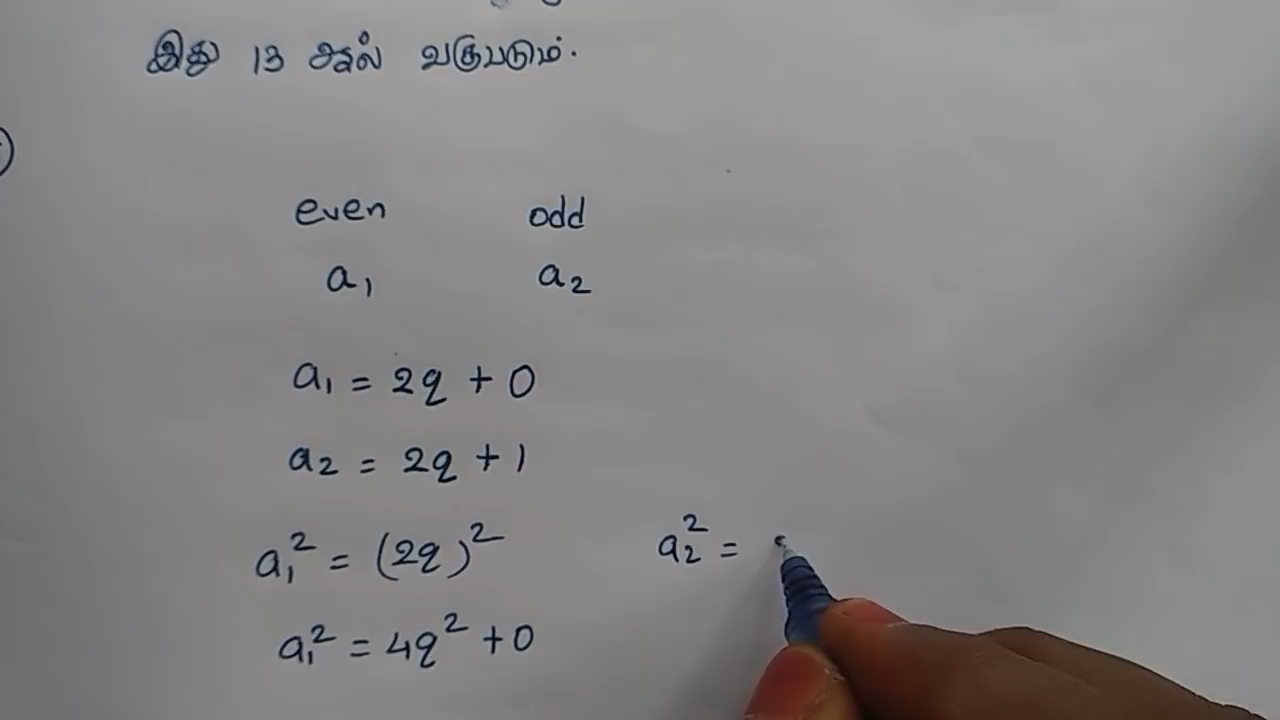 இது 13 ஆல் வகுபடும்.
even odd
a₁ a₂
a₁ = 2q + 0
a₂ = 2q + 1
a₁² = (2q)² a₂² =
a₁² = 4q² + 0